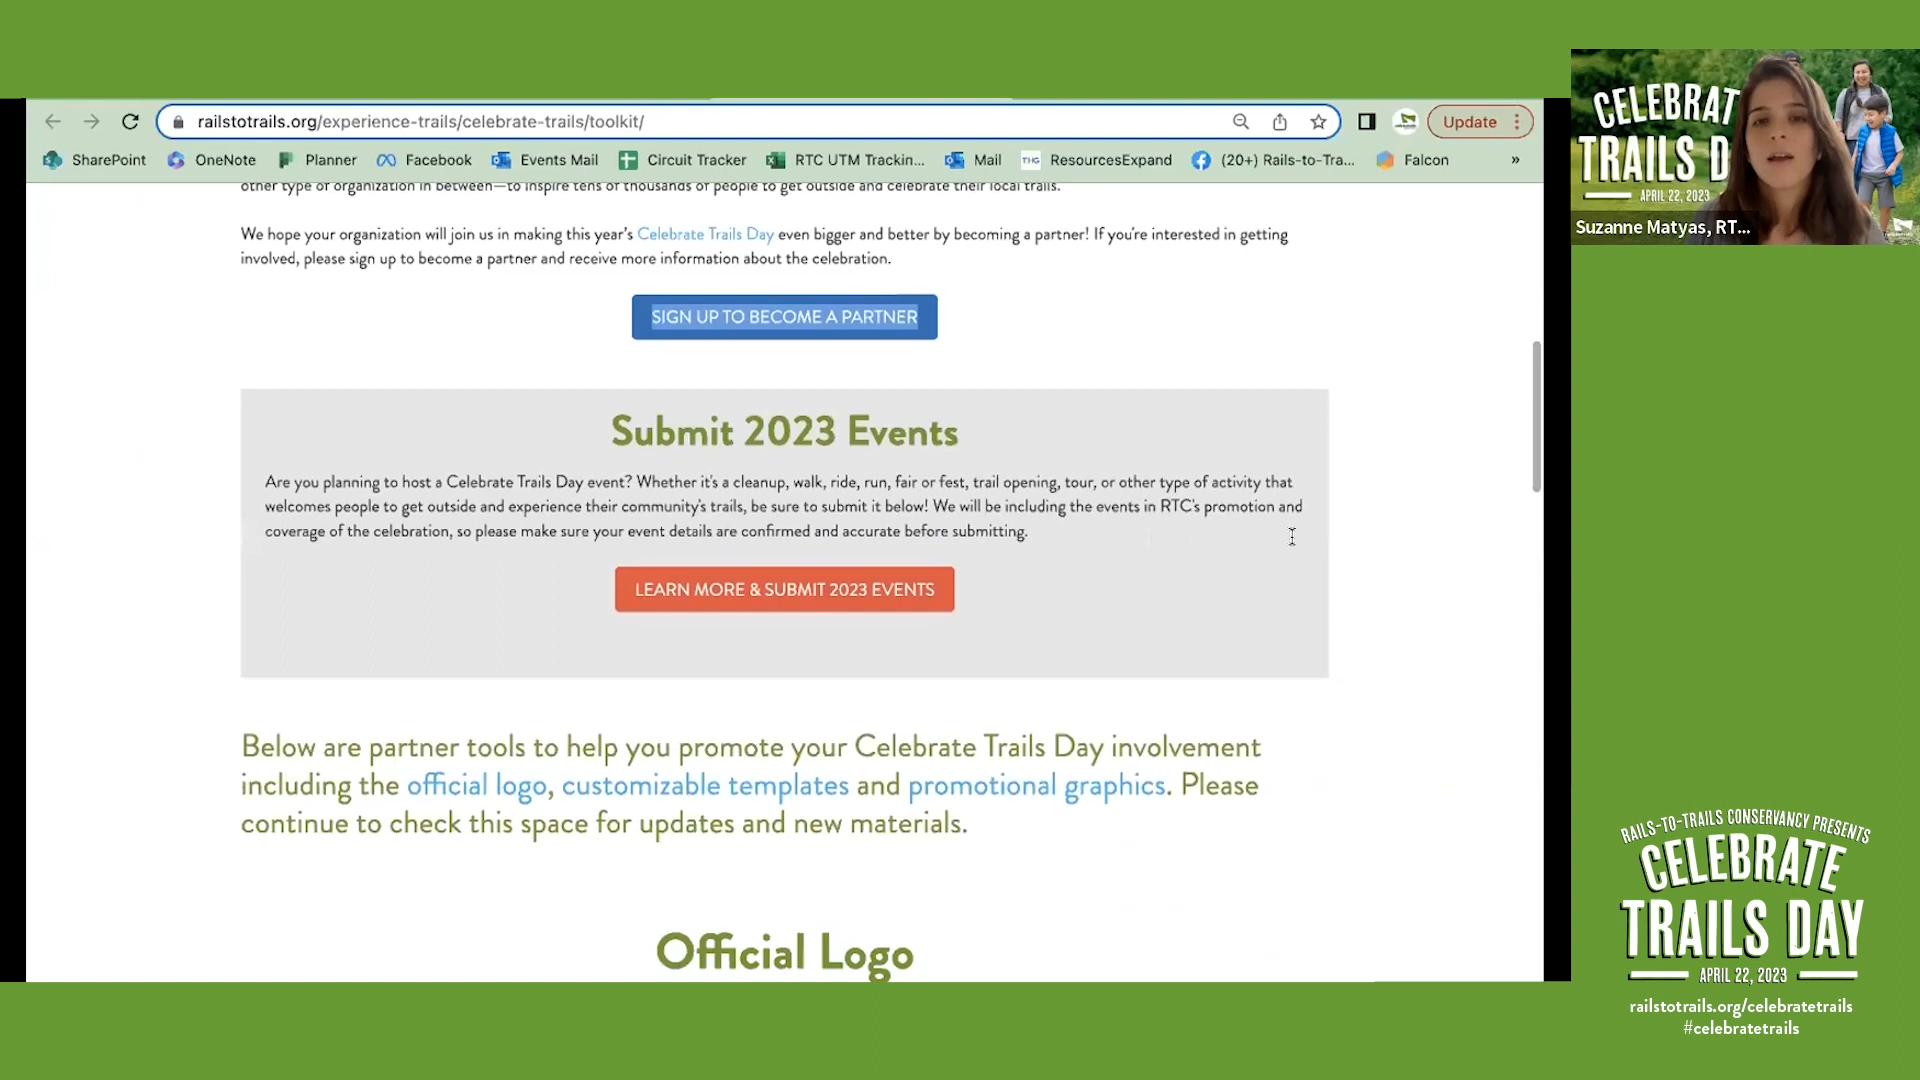 railstotrails.org/experience-trails/celebrate-trails/toolkit/
Update
SharePoint
OneNote
Planner
Facebook
Events Mail
Circuit Tracker
RTC UTM Trackin...
Mail
THG
ResourcesExpand
(20+) Rails-to-Tra...
Falcon
»
other type of organization in between—to inspire tens of thousands of people to get outside and celebrate their local trails.
We hope your organization will join us in making this year's Celebrate Trails Day even bigger and better by becoming a partner! If you're interested in getting
involved, please sign up to become a partner and receive more information about the celebration.
SIGN UP TO BECOME A PARTNER
Submit 2023 Events
Are you planning to host a Celebrate Trails Day event? Whether it's a cleanup, walk, ride, run, fair or fest, trail opening, tour, or other type of activity that
welcomes people to get outside and experience their community's trails, be sure to submit it below! We will be including the events in RTC's promotion and
coverage of the celebration, so please make sure your event details are confirmed and accurate before submitting.
LEARN MORE & SUBMIT 2023 EVENTS
Below are partner tools to help you promote your Celebrate Trails Day involvement
including the official logo, customizable templates and promotional graphics. Please
continue to check this space for updates and new materials.
Official Logo
CELEBRAT
TRAILS D
APRIL 22, 2023
Suzanne Matyas, RT...
RAILS-TO-TRAILS CONSERVANCY PRESENTS
CELEBRATE
TRAILS DAY
APRIL 22, 2023
railstotrails.org/celebratetrails
#celebratetrails